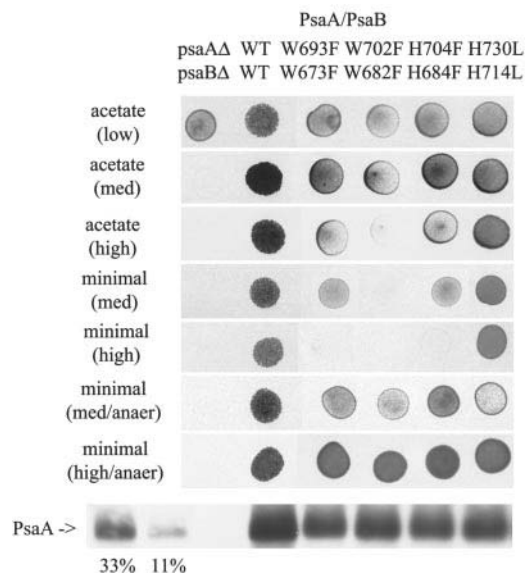 PsaA/PsaB
psaAΔ WT W693F W702F H704F H730L
psaBΔ WT W673F W682F H684F H714L
acetate
(low)
acetate
(med)
acetate
(high)
minimal
(med)
minimal
(high)
minimal
(med/anaer)
minimal
(high/anaer)
PsaA ->
33% 11%